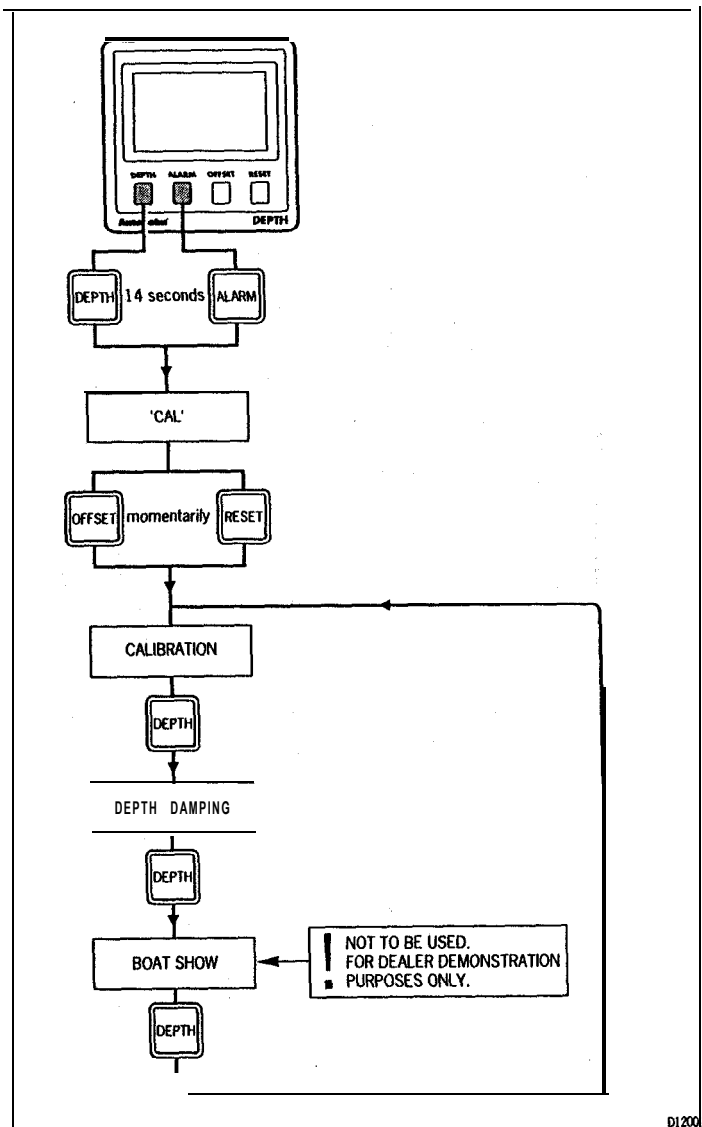 DEPTH ALARM OFFSET RESET
DEPTH
DEPTH 14 seconds ALARM
'CAL'
OFFSET momentarily RESET
CALIBRATION
DEPTH
DEPTH DAMPING
DEPTH
BOAT SHOW
! NOT TO BE USED.
FOR DEALER DEMONSTRATION
PURPOSES ONLY.
DEPTH
D1200